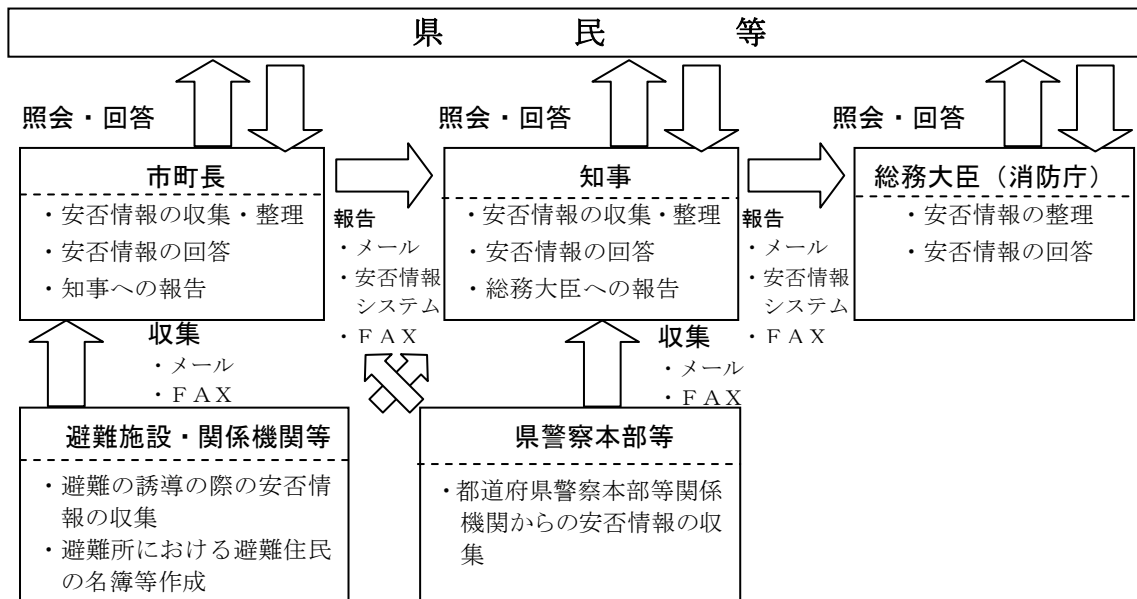 県 民 等
照会・回答
照会・回答
照会・回答
市町長
・安否情報の収集・整理
・安否情報の回答
・知事への報告
報告
・メール
・安否情報
システム
・ＦＡＸ
知事
・安否情報の収集・整理
・安否情報の回答
・総務大臣への報告
報告
・メール
・安否情報
システム
・ＦＡＸ
総務大臣（消防庁）
・安否情報の整理
・安否情報の回答
収集
・メール
・ＦＡＸ
収集
・メール
・ＦＡＸ
避難施設・関係機関等
・避難の誘導の際の安否情
報の収集
・避難所における避難住民
の名簿等作成
県警察本部等
・都道府県警察本部等関係
機関からの安否情報の収
集